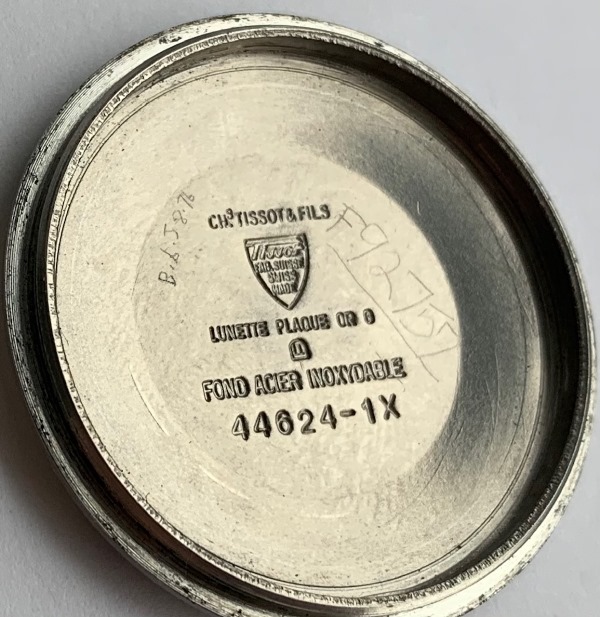 CHˢ TISSOT & FILS
Tissot
FAB. SUISSE
SWISS
MADE
LUNETTE PLAQUE OR G
FOND ACIER INOXYDABLE
44624-1X